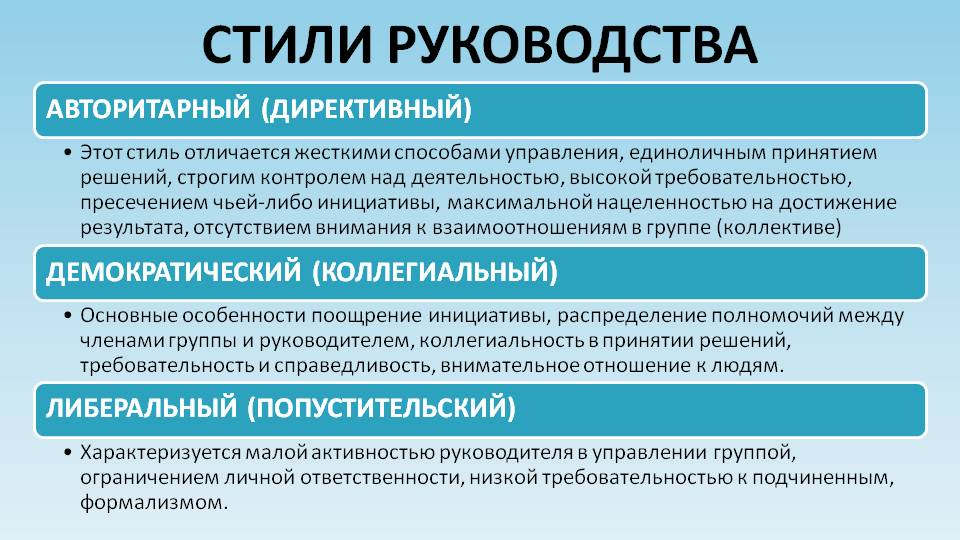 СТИЛИ РУКОВОДСТВА
АВТОРИТАРНЫЙ (ДИРЕКТИВНЫЙ)
• Этот стиль отличается жесткими способами управления, единоличным принятием
решений, строгим контролем над деятельностью, высокой требовательностью,
пресечением чьей-либо инициативы, максимальной нацеленностью на достижение
результата, отсутствием внимания к взаимоотношениям в группе (коллективе)
ДЕМОКРАТИЧЕСКИЙ (КОЛЛЕГИАЛЬНЫЙ)
• Основные особенности поощрение инициативы, распределение полномочий между
членами группы и руководителем, коллегиальность в принятии решений,
требовательность и справедливость, внимательное отношение к людям.
ЛИБЕРАЛЬНЫЙ (ПОПУСТИТЕЛЬСКИЙ)
• Характеризуется малой активностью руководителя в управлении группой,
ограничением личной ответственности, низкой требовательностью к подчиненным,
формализмом.